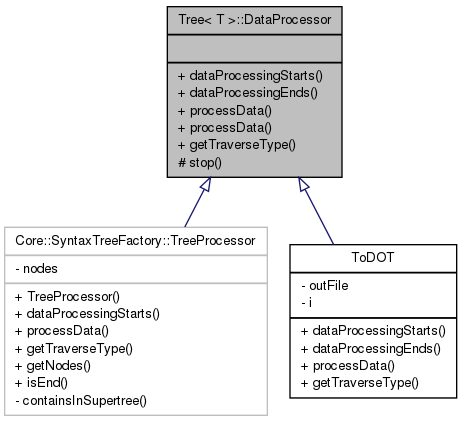 Tree< T >::DataProcessor
+ dataProcessingStarts()
+ dataProcessingEnds()
+ processData()
+ processData()
+ getTraverseType()
# stop()
Core::SyntaxTreeFactory::TreeProcessor
- nodes
+ TreeProcessor()
+ dataProcessingStarts()
+ processData()
+ getTraverseType()
+ getNodes()
+ isEnd()
- containsInSupertree()
ToDOT
- outFile
- i
+ dataProcessingStarts()
+ dataProcessingEnds()
+ processData()
+ getTraverseType()